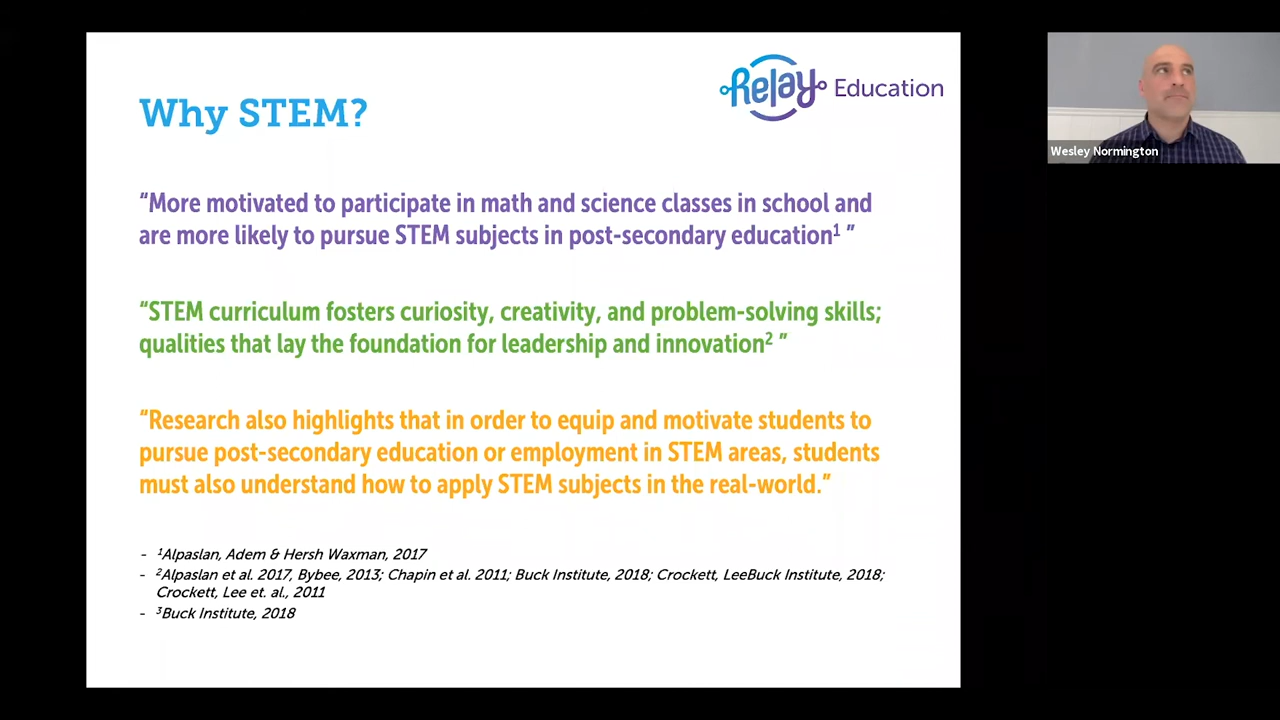 Relay Education
Why STEM?
“More motivated to participate in math and science classes in school and
are more likely to pursue STEM subjects in post-secondary education¹ ”
“STEM curriculum fosters curiosity, creativity, and problem-solving skills;
qualities that lay the foundation for leadership and innovation² ”
“Research also highlights that in order to equip and motivate students to
pursue post-secondary education or employment in STEM areas, students
must also understand how to apply STEM subjects in the real-world.”
- ¹Alpaslan, Adem & Hersh Waxman, 2017
- ²Alpaslan et al. 2017, Bybee, 2013; Chapin et al. 2011; Buck Institute, 2018; Crockett, LeeBuck Institute, 2018;
Crockett, Lee et. al., 2011
- ³Buck Institute, 2018
Wesley Normington